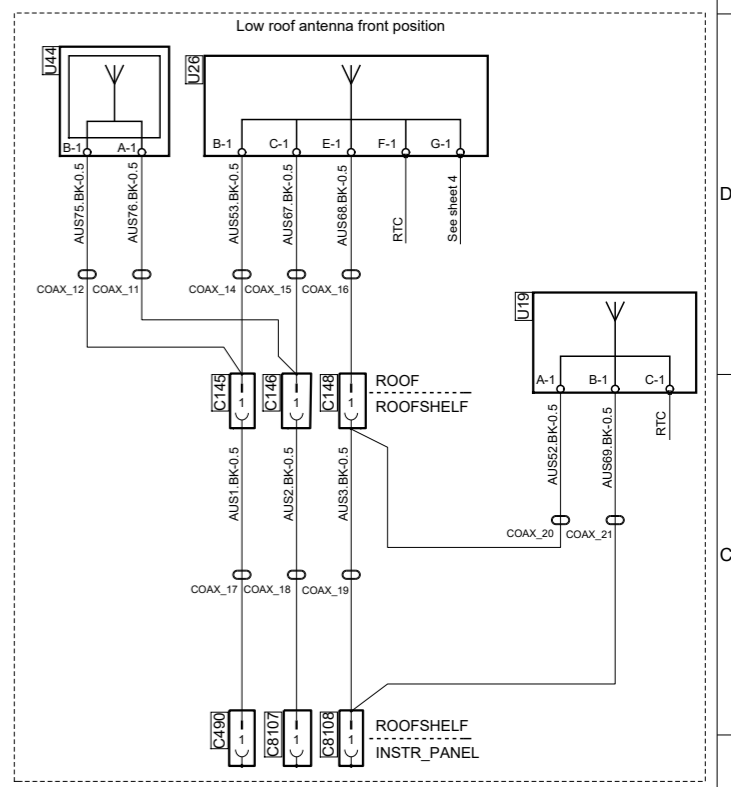 Low roof antenna front position
U44
B-1 A-1
U26
B-1 C-1 E-1 F-1 G-1
AUS75.BK-0.5
AUS76.BK-0.5
AUS53.BK-0.5
AUS67.BK-0.5
AUS68.BK-0.5
RTC
See sheet 4
D
COAX_12 COAX_11 COAX_14 COAX_15 COAX_16
U19
A-1 B-1 C-1
C145
1
C146
1
C148
1
ROOF
ROOFSHELF
AUS52.BK-0.5
AUS69.BK-0.5
RTC
AUS1.BK-0.5
AUS2.BK-0.5
AUS3.BK-0.5
COAX_20 COAX_21
C
COAX_17 COAX_18 COAX_19
C490
1
C8107
1
C8108
1
ROOFSHELF
INSTR_PANEL